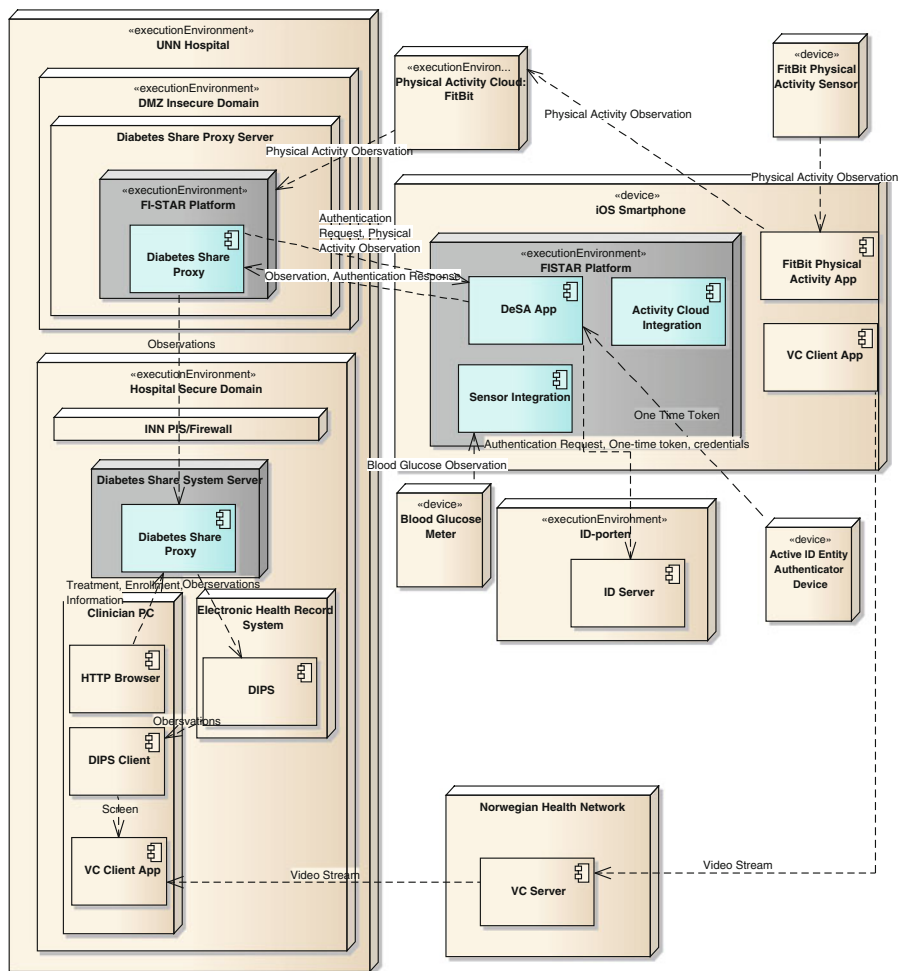 «executionEnvironment»
UNN Hospital
«executionEnvironment»
DMZ Insecure Domain
Diabetes Share Proxy Server
«executionEnvironment»
FI-STAR Platform
Diabetes Share
Proxy
«executionEnviron...
Physical Activity Cloud:
FitBit
«device»
FitBit Physical
Activity Sensor
Physical Activity Observation
Physical Activity Obersvation
Physical Activity Observation
«device»
iOS Smartphone
Authentication
Request, Physical
Activity Observation
Observation, Authentication Response
«executionEnvironment»
FISTAR Platform
DeSA App
Activity Cloud
Integration
Sensor Integration
FitBit Physical
Activity App
VC Client App
One Time Token
Authentication Request, One-time token, credentials
Blood Glucose Observation
Observations
«executionEnvironment»
Hospital Secure Domain
INN PIS/Firewall
Diabetes Share System Server
Diabetes Share
Proxy
«device»
Blood Glucose
Meter
«executionEnvironment»
ID-porten
ID Server
«device»
Active ID Entity
Authenticator
Device
Treatment, Enrollment,
Information
Oberservations
Clinician PC
HTTP Browser
Electronic Health Record
System
DIPS
Obersvations
DIPS Client
Screen
VC Client App
Video Stream
Norwegian Health Network
VC Server
Video Stream